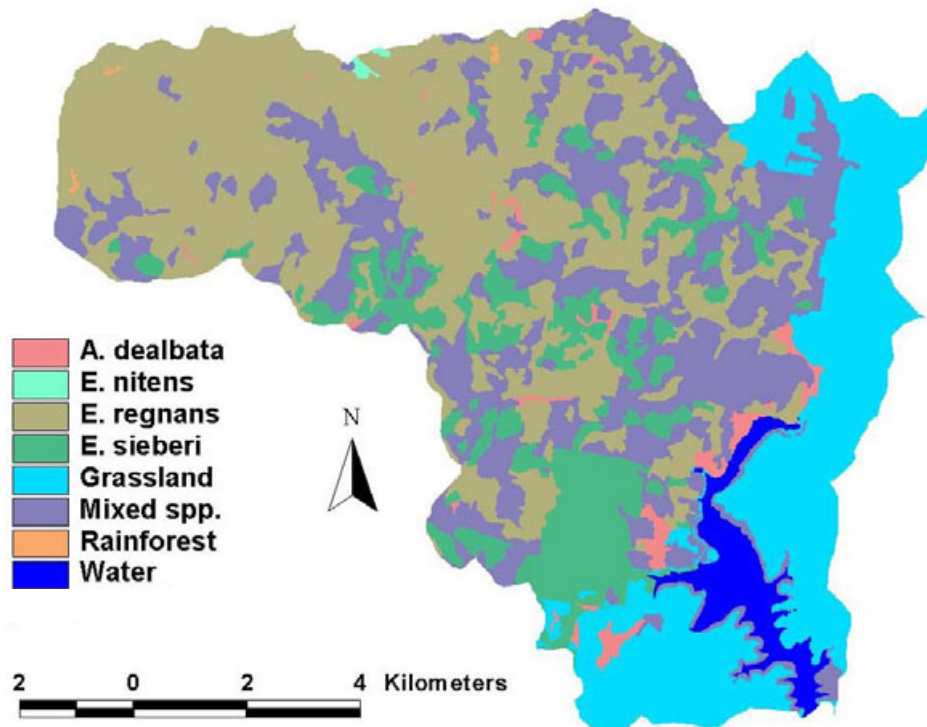 A. dealbata
E. nitens
E. regnans
E. sieberi
Grassland
Mixed spp.
Rainforest
Water
N
2 0 2 4 Kilometers